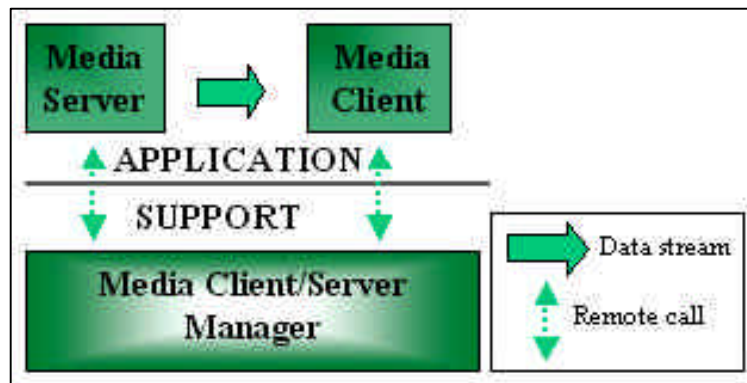 Media
Server
Media
Client
APPLICATION
SUPPORT
Media Client/Server
Manager
Data stream
Remote call